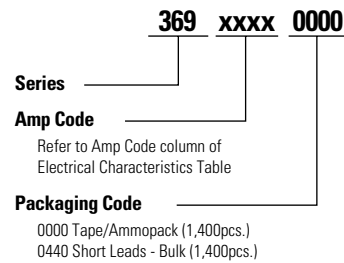 369 xxxx 0000
Series
Amp Code
Refer to Amp Code column of
Electrical Characteristics Table
Packaging Code
0000 Tape/Ammopack (1,400pcs.)
0440 Short Leads - Bulk (1,400pcs.)